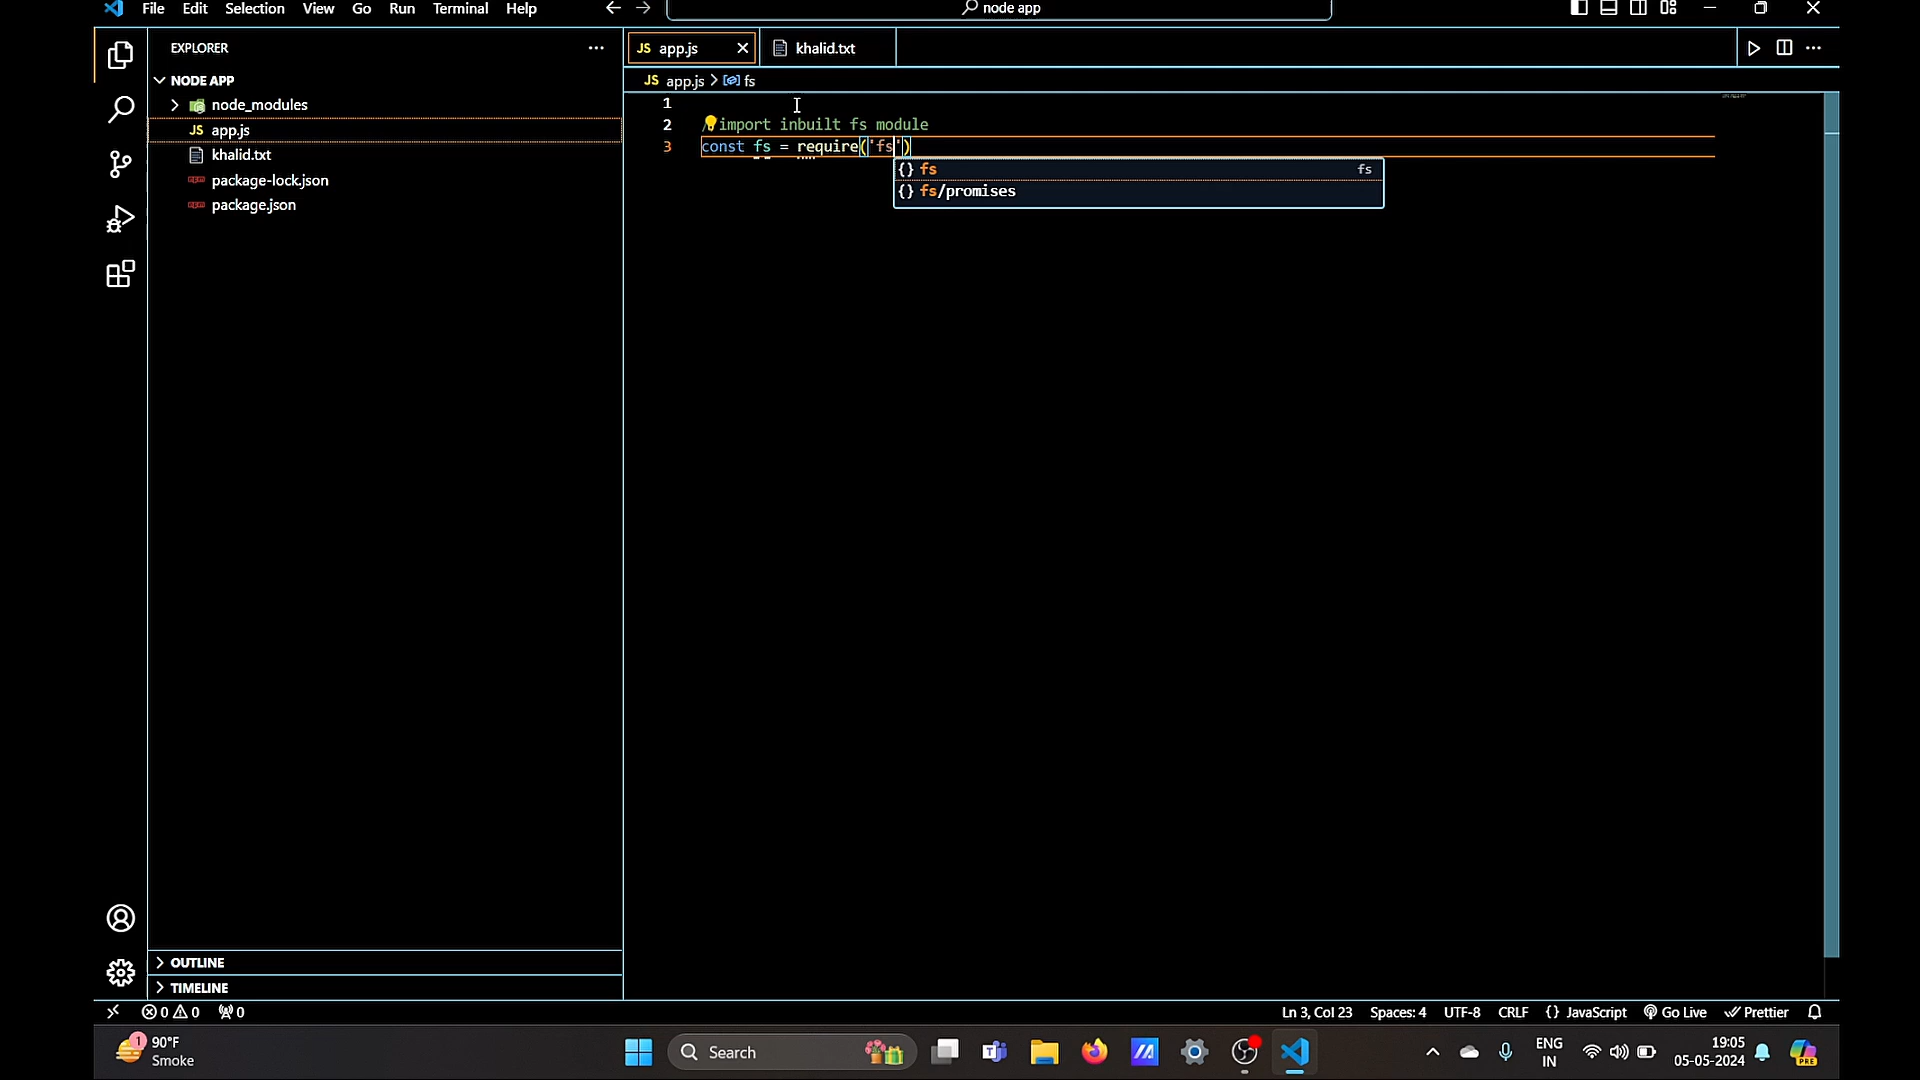 File Edit Selection View Go Run Terminal Help
node app
EXPLORER
NODE APP
node_modules
JS app.js
khalid.txt
package-lock.json
package.json
OUTLINE
TIMELINE
JS app.js
khalid.txt
JS app.js > fs
1
2 /import inbuilt fs module
3 const fs = require('fs')
{} fs fs
{} fs/promises
0 0 0
Ln 3, Col 23 Spaces: 4 UTF-8 CRLF {} JavaScript Go Live Prettier
1
90°F
Smoke
Search
ENG
IN
19:05
05-05-2024
PRE